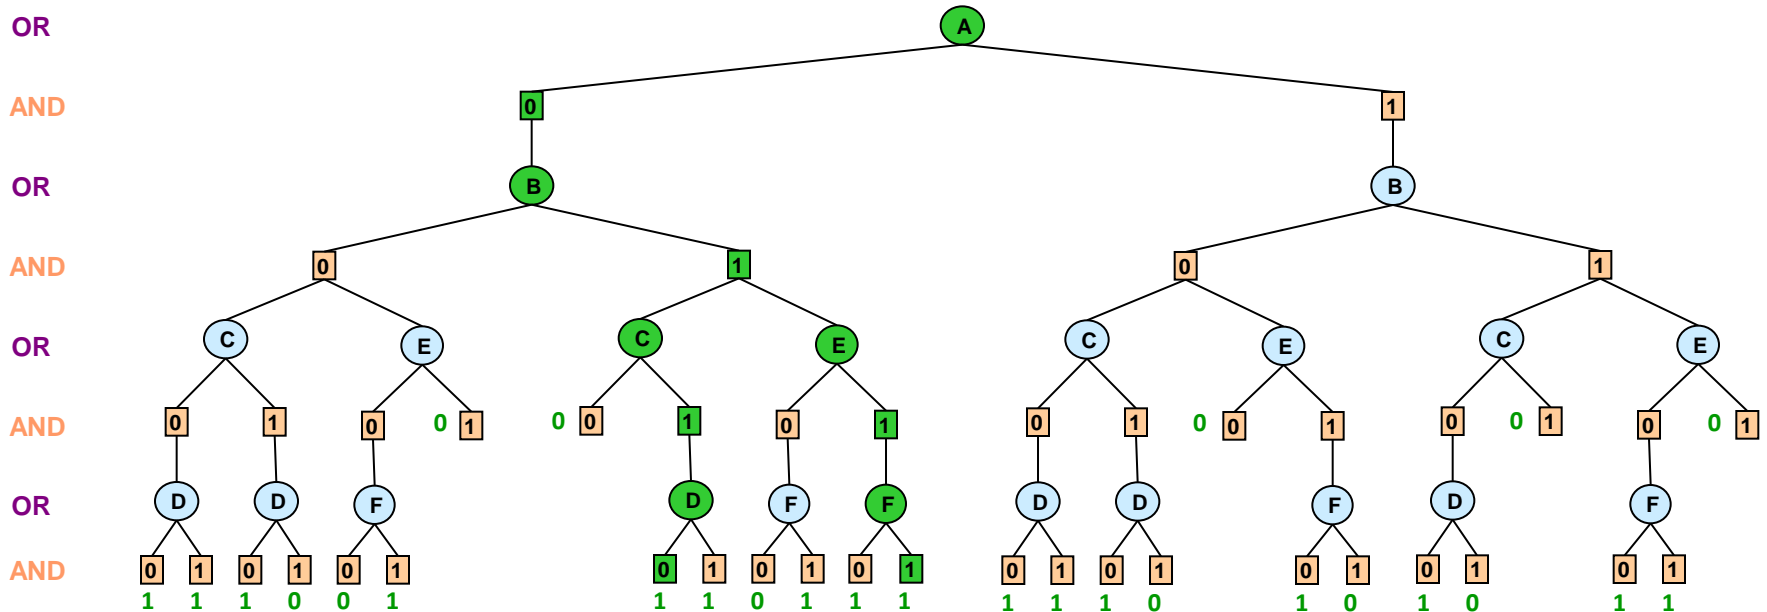 OR A
AND 0 1
OR B B
AND 0 1 0 1
OR C E C E C E C E
AND 0 1 0 0 1 0 0 1 0 1 0 1 0 0 1 0 0 1 0 0 1
OR D D F D F F D D F D F
AND 0 1 0 1 0 1 0 1 0 1 0 1 0 1 0 1 0 1 0 1 0 1
1 1 1 0 0 1 1 1 0 1 1 1 1 1 1 0 1 0 1 0 1 1